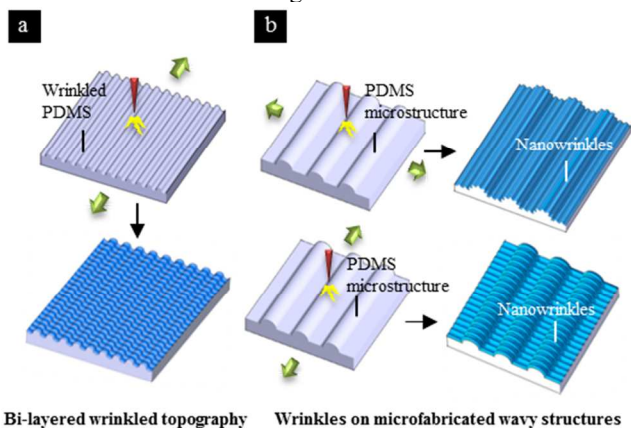 a
Wrinkled
PDMS
Bi-layered wrinkled topography
b
PDMS
microstructure
Nanowrinkles
PDMS
microstructure
Nanowrinkles
Wrinkles on microfabricated wavy structures